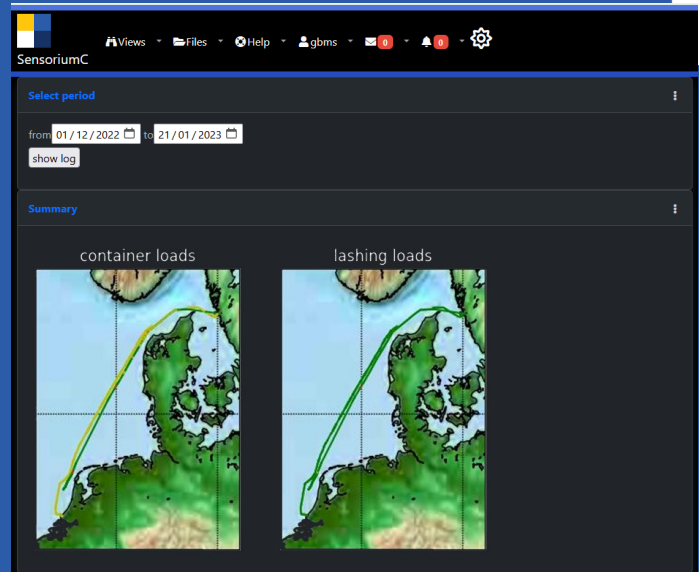 SensoriumC
Views Files Help gbms 0 0
Select period
from 01/12/2022 to 21/01/2023
show log
Summary
container loads lashing loads